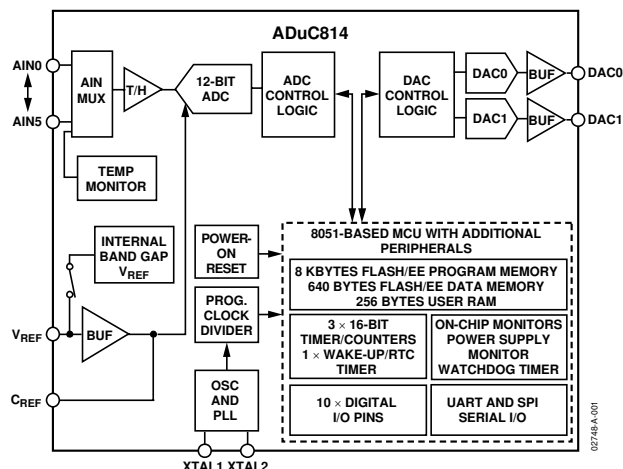 ADuC814
AIN0
AIN5
AIN
MUX
T/H
12-BIT
ADC
ADC
CONTROL
LOGIC
DAC
CONTROL
LOGIC
DAC0
BUF
DAC0
DAC1
BUF
DAC1
TEMP
MONITOR
INTERNAL
BAND GAP
VREF
POWER-
ON RESET
8051-BASED MCU WITH ADDITIONAL
PERIPHERALS
8 KBYTES FLASH/EE PROGRAM MEMORY
640 BYTES FLASH/EE DATA MEMORY
256 BYTES USER RAM
VREF
BUF
PROG.
CLOCK
DIVIDER
3 × 16-BIT
TIMER/COUNTERS
1 × WAKE-UP/RTC
TIMER
ON-CHIP MONITORS
POWER SUPPLY
MONITOR
WATCHDOG TIMER
CREF
OSC
AND
PLL
10 × DIGITAL
I/O PINS
UART AND SPI
SERIAL I/O
XTAL1 XTAL2
02748-A-001